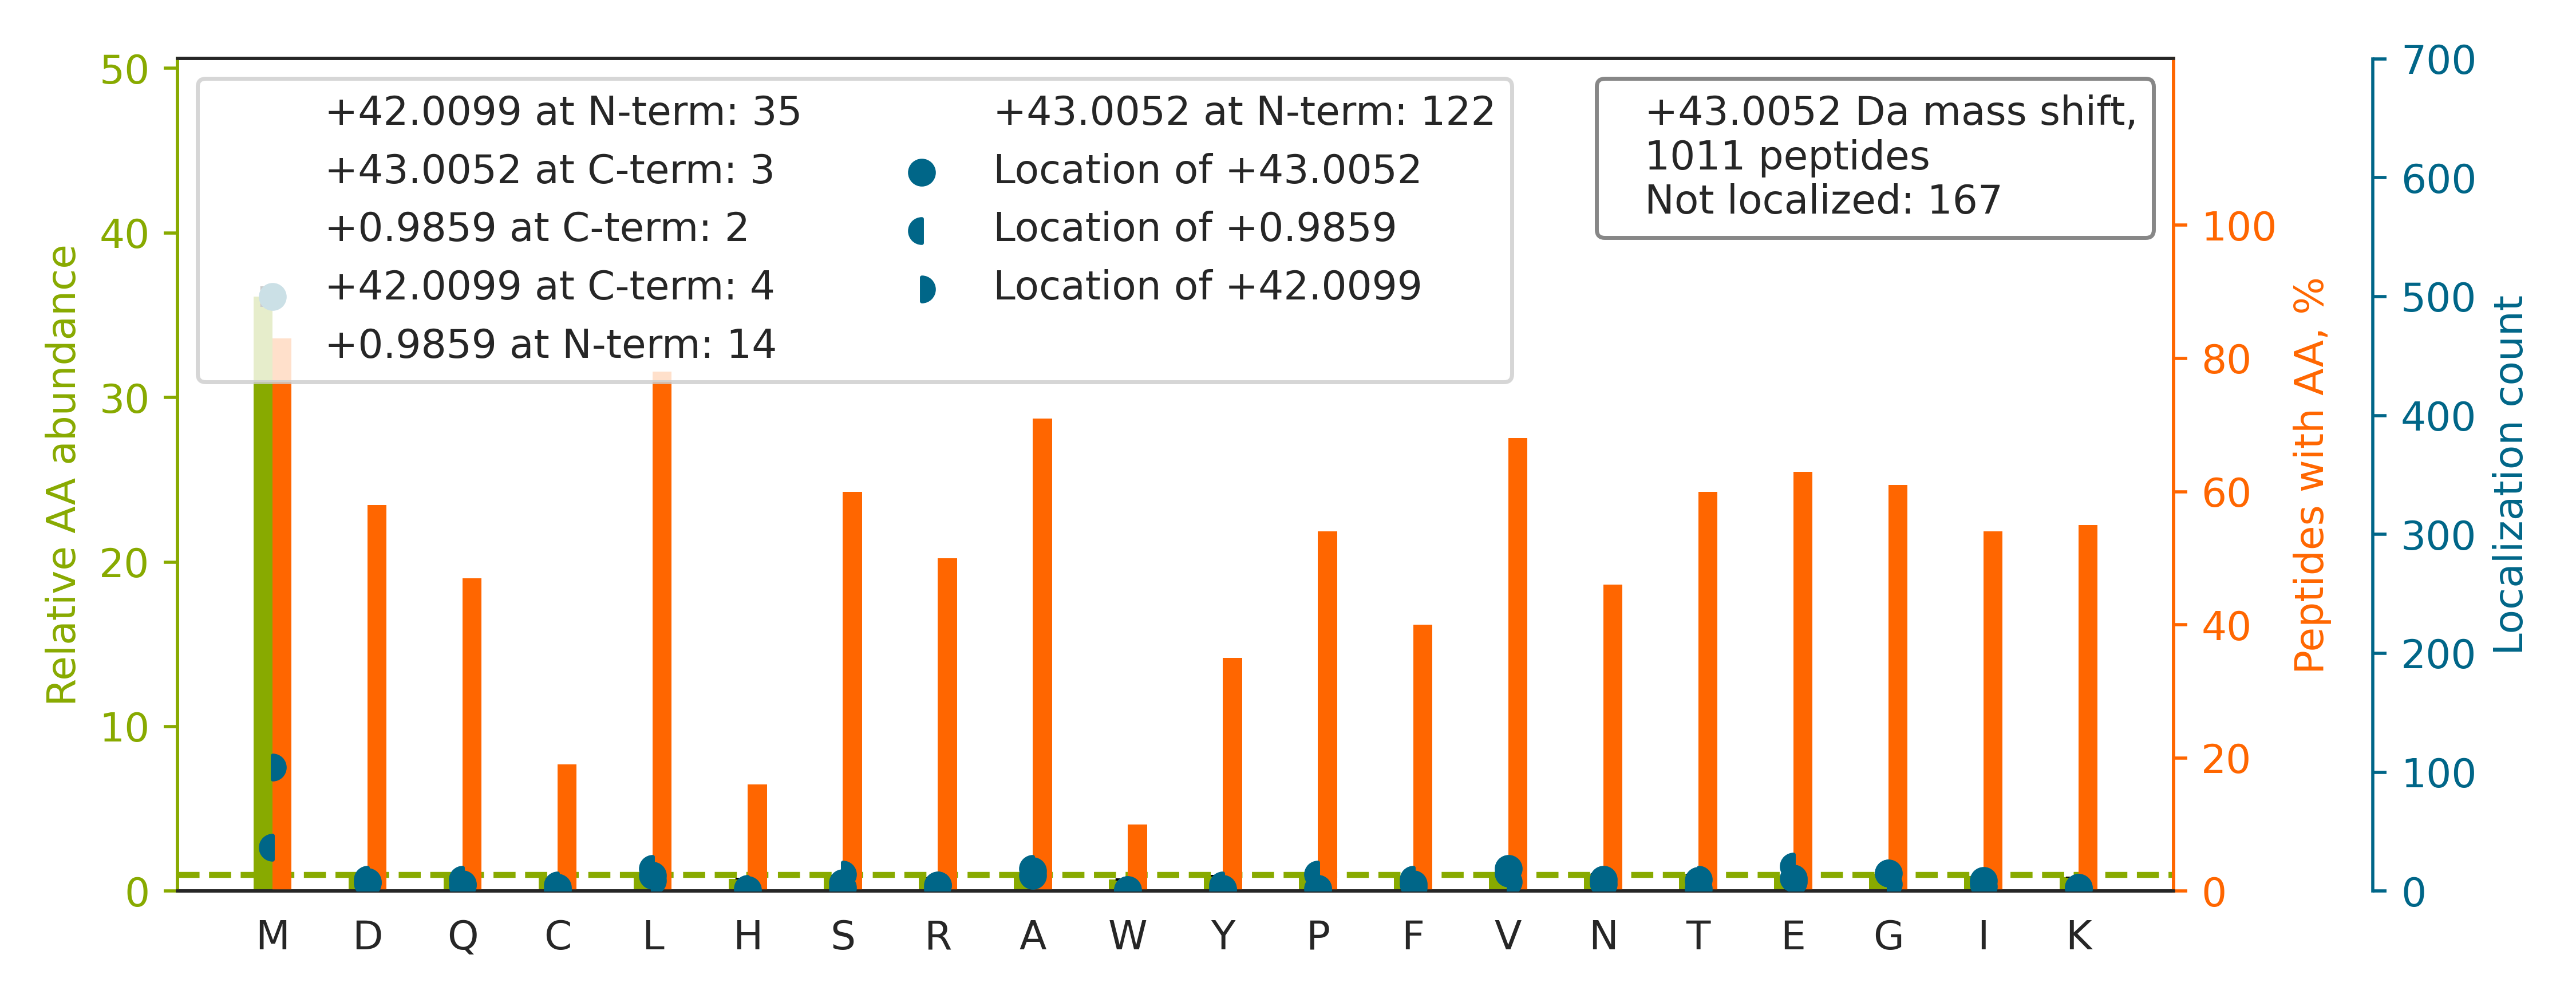 50
40
30
20
10
0
Relative AA abundance
+42.0099 at N-term: 35
+43.0052 at C-term: 3
+0.9859 at C-term: 2
+42.0099 at C-term: 4
+0.9859 at N-term: 14
+43.0052 at N-term: 122
Location of +43.0052
Location of +0.9859
Location of +42.0099
+43.0052 Da mass shift,
1011 peptides
Not localized: 167
M D Q C L H S R A W Y P F V N T E G I K
100
80
60
40
20
0
Peptides with AA, %
700
600
500
400
300
200
100
0
Localization count